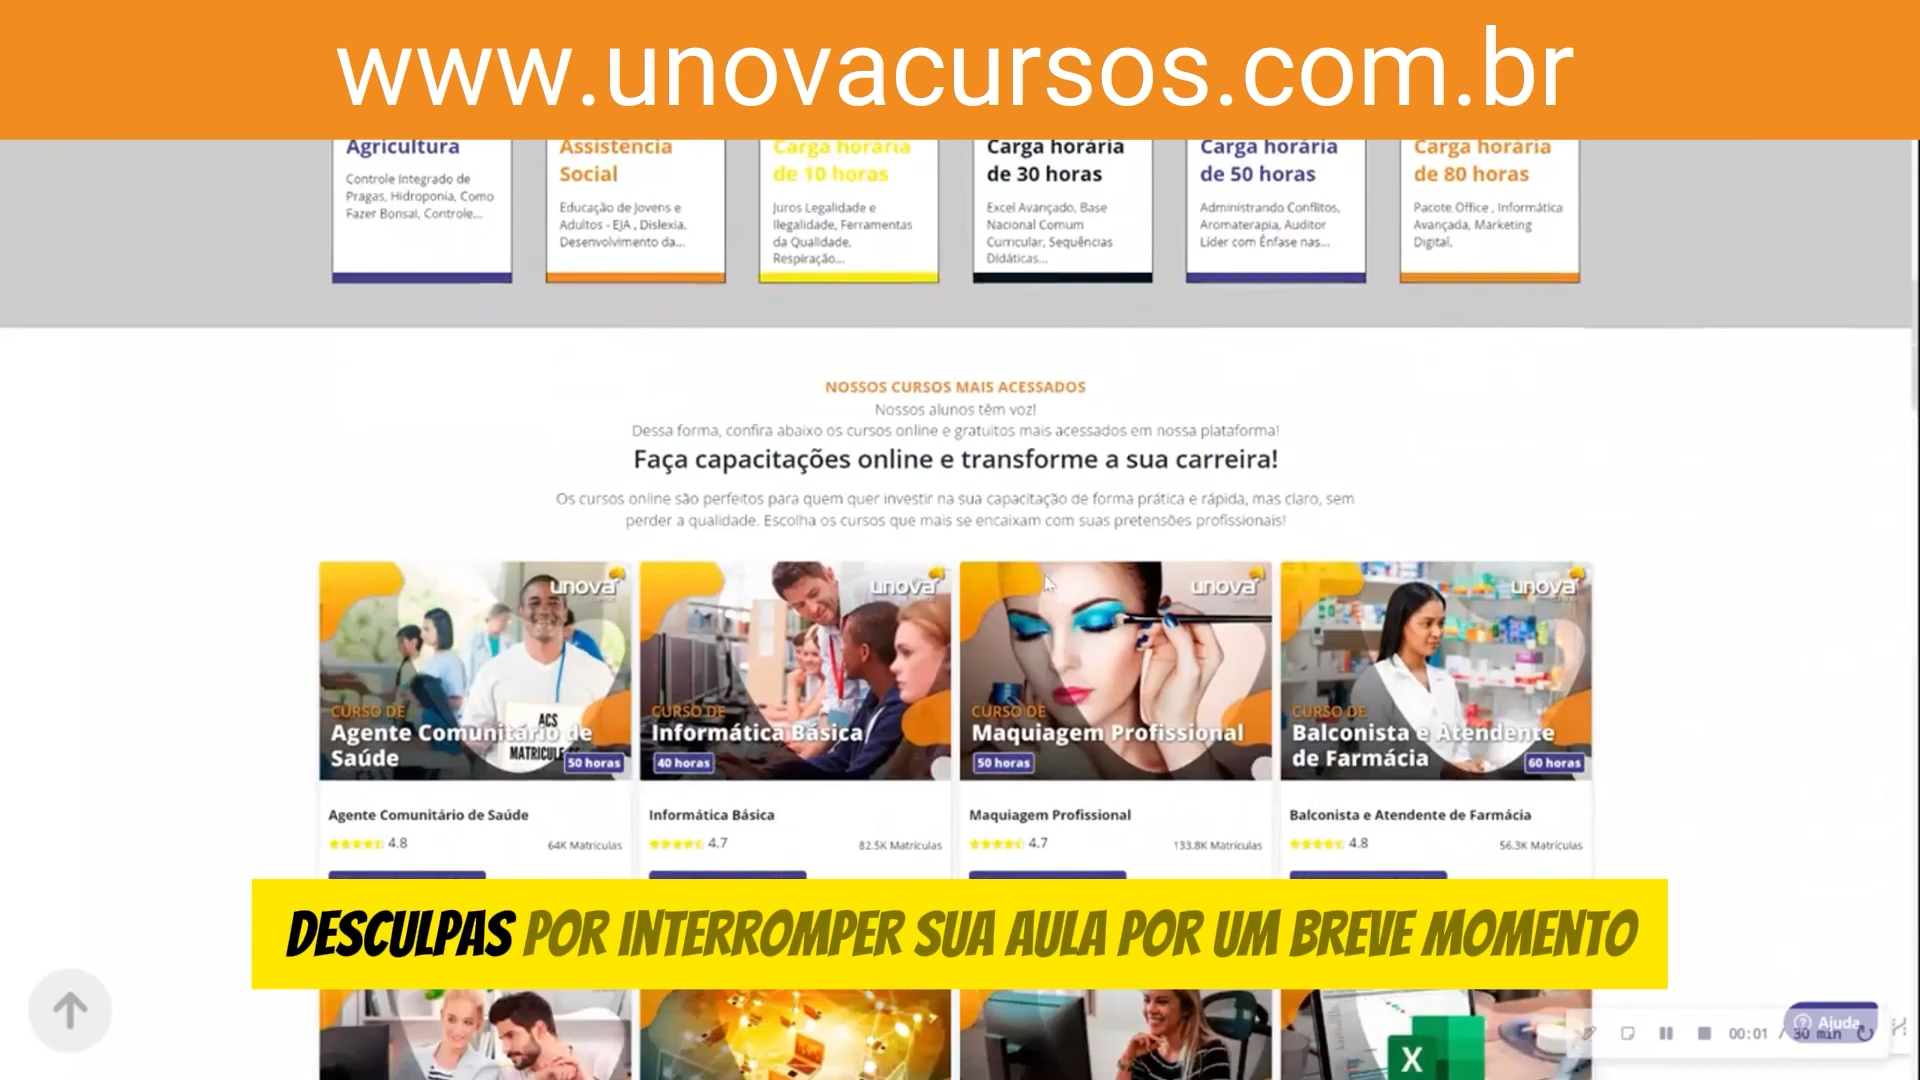 www.unovacursos.com.br
Agricultura
Controle Integrado de
Pragas, Hidroponia, Como
Fazer Bonsai, Controle...
Assistência
Social
Educação de Jovens e
Adultos - EJA , Dislexia,
Desenvolvimento da...
Carga horária
de 10 horas
Juros Legalidade e
Ilegalidade, Ferramentas
da Qualidade,
Respiração...
Carga horária
de 30 horas
Excel Avançado, Base
Nacional Comum
Curricular, Sequências
Didáticas...
Carga horária
de 50 horas
Administrando Conflitos,
Aromaterapia, Auditor
Líder com Ênfase nas...
Carga horária
de 80 horas
Pacote Office , Informática
Avançada, Marketing
Digital,
NOSSOS CURSOS MAIS ACESSADOS
Nossos alunos têm voz!
Dessa forma, confira abaixo os cursos online e gratuitos mais acessados em nossa plataforma!
Faça capacitações online e transforme a sua carreira!
Os cursos online são perfeitos para quem quer investir na sua capacitação de forma prática e rápida, mas claro, sem
perder a qualidade. Escolha os cursos que mais se encaixam com suas pretensões profissionais!
unova
ACS
MATRICULE
CURSO DE
Agente Comunitário de
Saúde
50 horas
unova
CURSO DE
Informática Básica
40 horas
unova
CURSO DE
Maquiagem Profissional
50 horas
unova
CURSO DE
Balconista e Atendente
de Farmácia
60 horas
Agente Comunitário de Saúde
4.8
64K Matrículas
Informática Básica
4.7
82.5K Matrículas
Maquiagem Profissional
4.7
133.8K Matrículas
Balconista e Atendente de Farmácia
4.8
56.3K Matrículas
DESCULPAS POR INTERROMPER SUA AULA POR UM BREVE MOMENTO
X
Ajuda
00:01 / 30 min